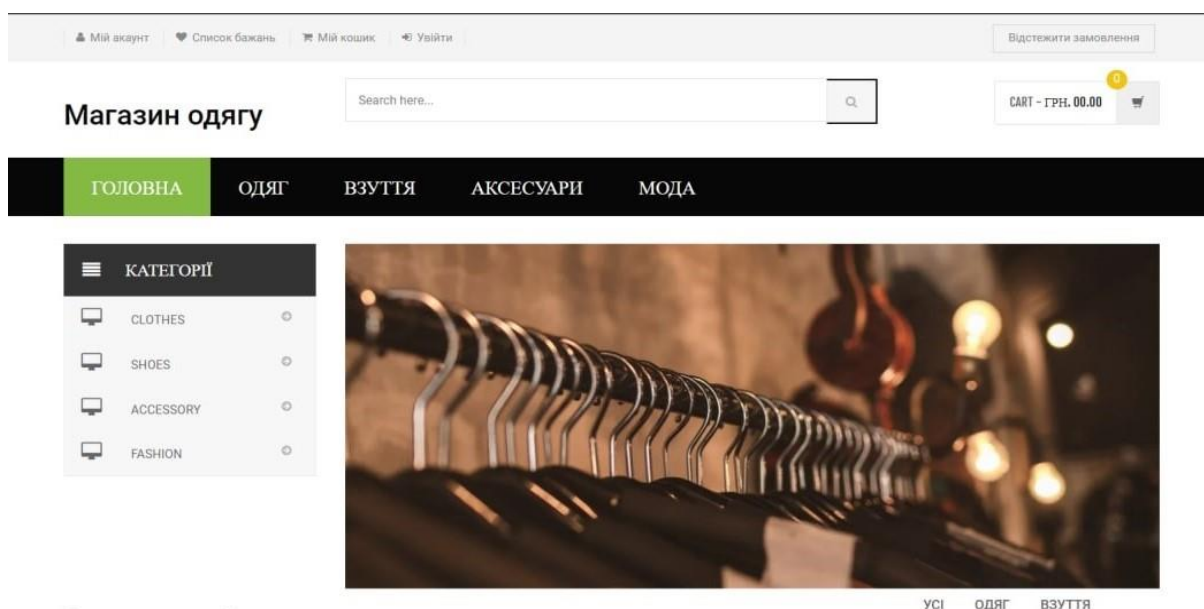 Мій акаунт Список бажань Мій кошик Увійти Відстежити замовлення
Магазин одягу Search here... CART - ГРН. 00.00 0
ГОЛОВНА ОДЯГ ВЗУТТЯ АКСЕСУАРИ МОДА
КАТЕГОРІЇ
CLOTHES
SHOES
ACCESSORY
FASHION
УСІ ОДЯГ ВЗУТТЯ